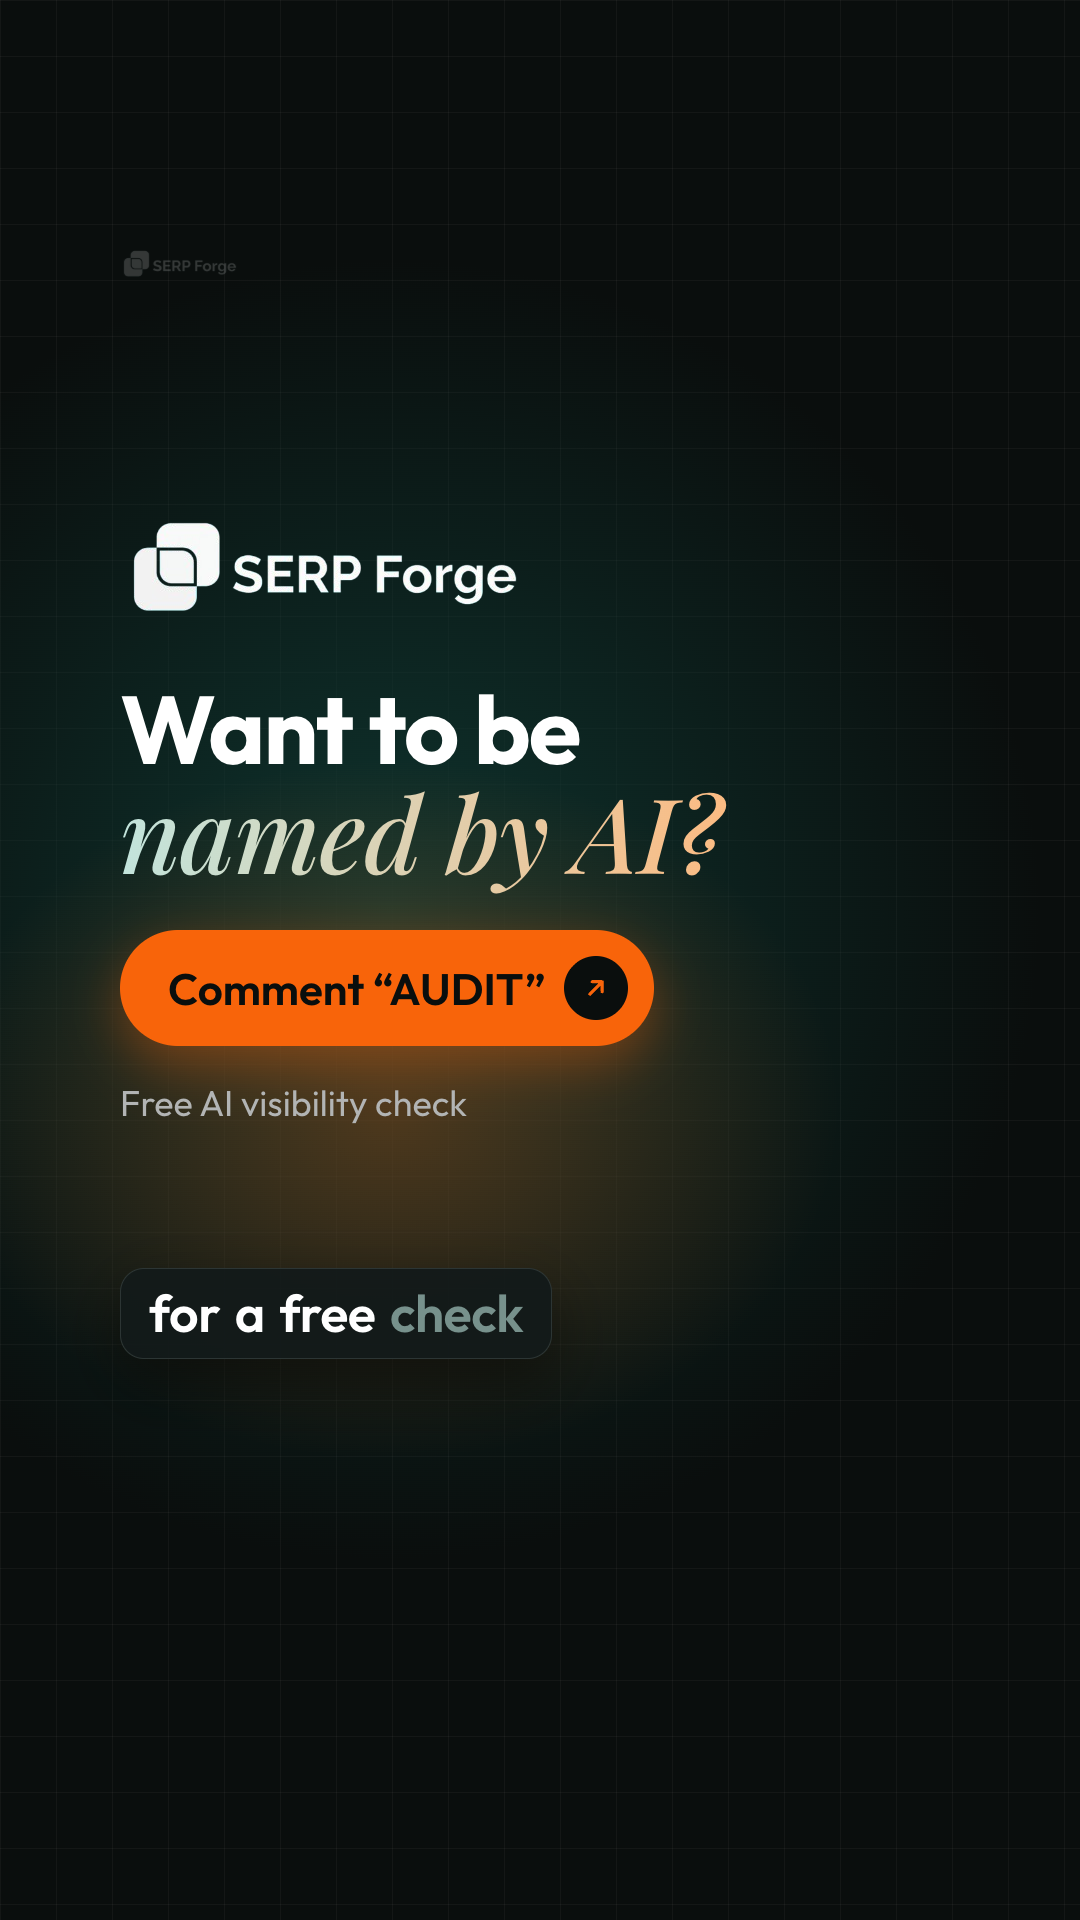 SERP Forge
SERP Forge
Want to be
named by AI?
Comment “AUDIT”
Free AI visibility check
for a free check